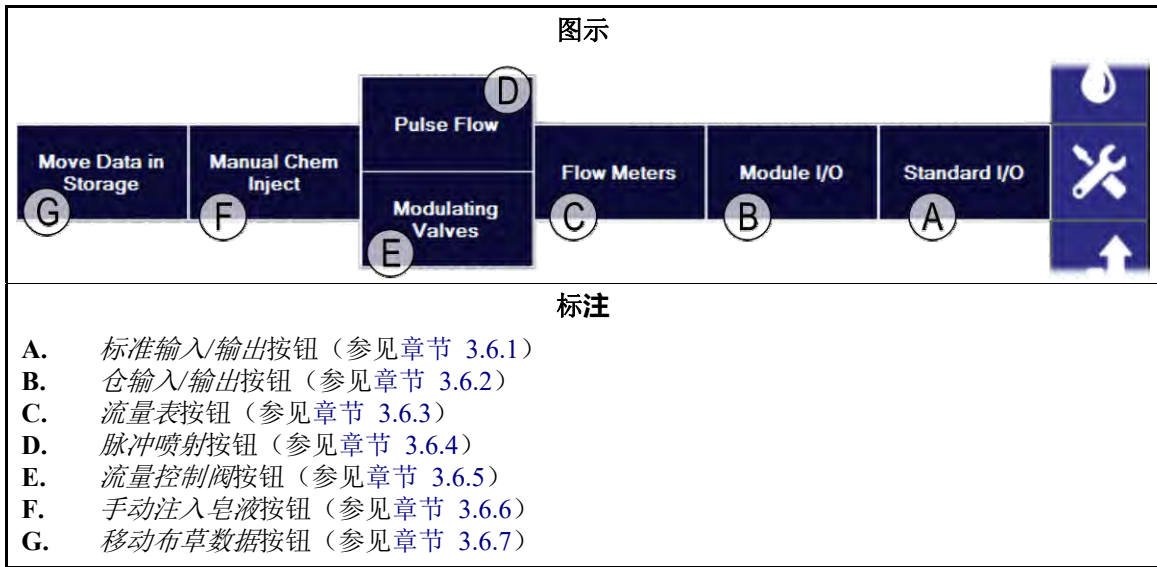 图示
D
Pulse Flow
Move Data in
Storage
G
Manual Chem
Inject
F
Modulating
Valves
E
Flow Meters
C
Module I/O
B
Standard I/O
A
标注
A. 标准输入/输出按钮（参见章节 3.6.1）
B. 仓输入/输出按钮（参见章节 3.6.2）
C. 流量表按钮（参见章节 3.6.3）
D. 脉冲喷射按钮（参见章节 3.6.4）
E. 流量控制阀按钮（参见章节 3.6.5）
F. 手动注入皂液按钮（参见章节 3.6.6）
G. 移动布草数据按钮（参见章节 3.6.7）